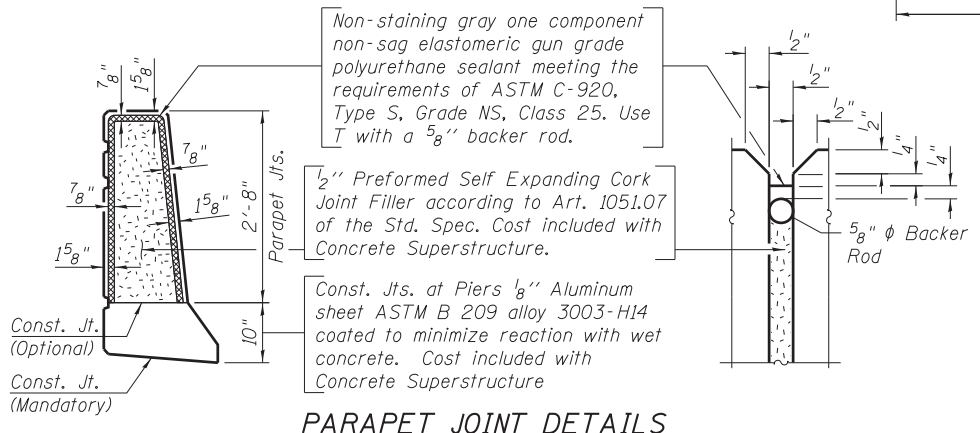 Non-staining gray one component
non-sag elastomeric gun grade
polyurethane sealant meeting the
requirements of ASTM C-920,
Type S, Grade NS, Class 25. Use
T with a 5/8" backer rod.
1/2" Preformed Self Expanding Cork
Joint Filler according to Art. 1051.07
of the Std. Spec. Cost included with
Concrete Superstructure.
Const. Jts. at Piers 1/8" Aluminum
sheet ASTM B 209 alloy 3003-H14
coated to minimize reaction with wet
concrete. Cost included with
Concrete Superstructure
7/8"
1 5/8"
7/8"
7/8"
1 5/8"
1 5/8"
2'-8"
Parapet Jts.
10"
Const. Jt.
(Optional)
Const. Jt.
(Mandatory)
1/2"
1/2"
1/2"
1/2"
1/4"
1/4"
5/8" ϕ Backer
Rod
PARAPET JOINT DETAILS